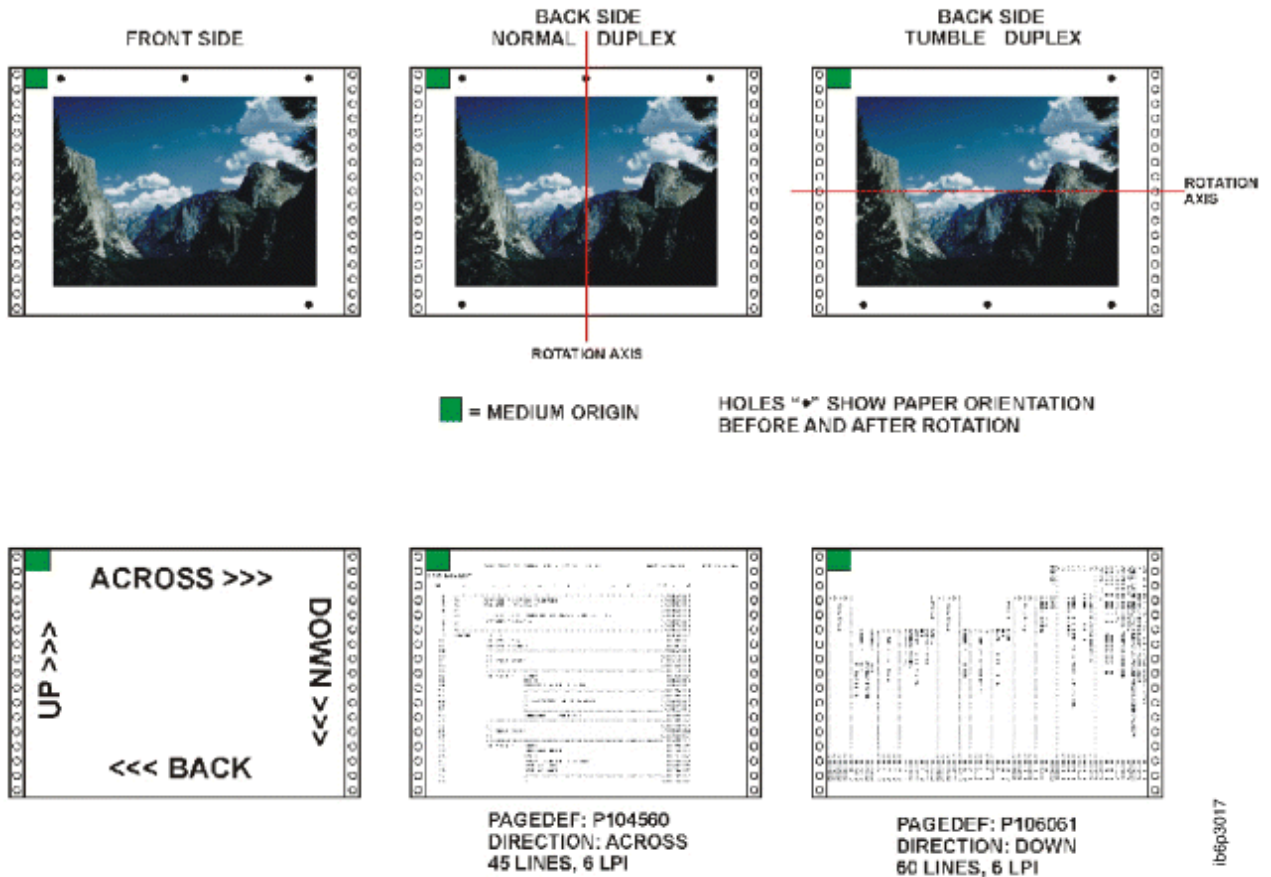 FRONT SIDE
BACK SIDE
NORMAL DUPLEX
BACK SIDE
TUMBLE DUPLEX
ROTATION
AXIS
ROTATION AXIS
= MEDIUM ORIGIN
HOLES "•" SHOW PAPER ORIENTATION
BEFORE AND AFTER ROTATION
ACROSS >>>
UP >>>
<<< BACK
DOWN >>>
PAGEDEF: P104560
DIRECTION: ACROSS
45 LINES, 6 LPI
PAGEDEF: P106061
DIRECTION: DOWN
60 LINES, 6 LPI
ib6p3017